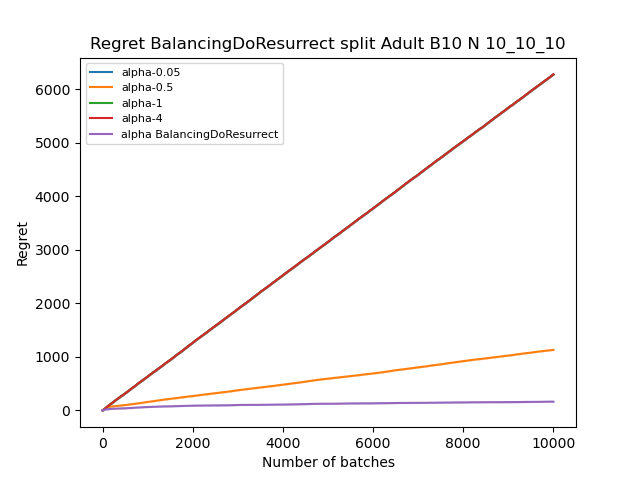 Regret BalancingDoResurrect split Adult B10 N 10_10_10
alpha-0.05
alpha-0.5
alpha-1
alpha-4
alpha BalancingDoResurrect
6000
5000
4000
3000
2000
1000
0
Regret
0 2000 4000 6000 8000 10000
Number of batches